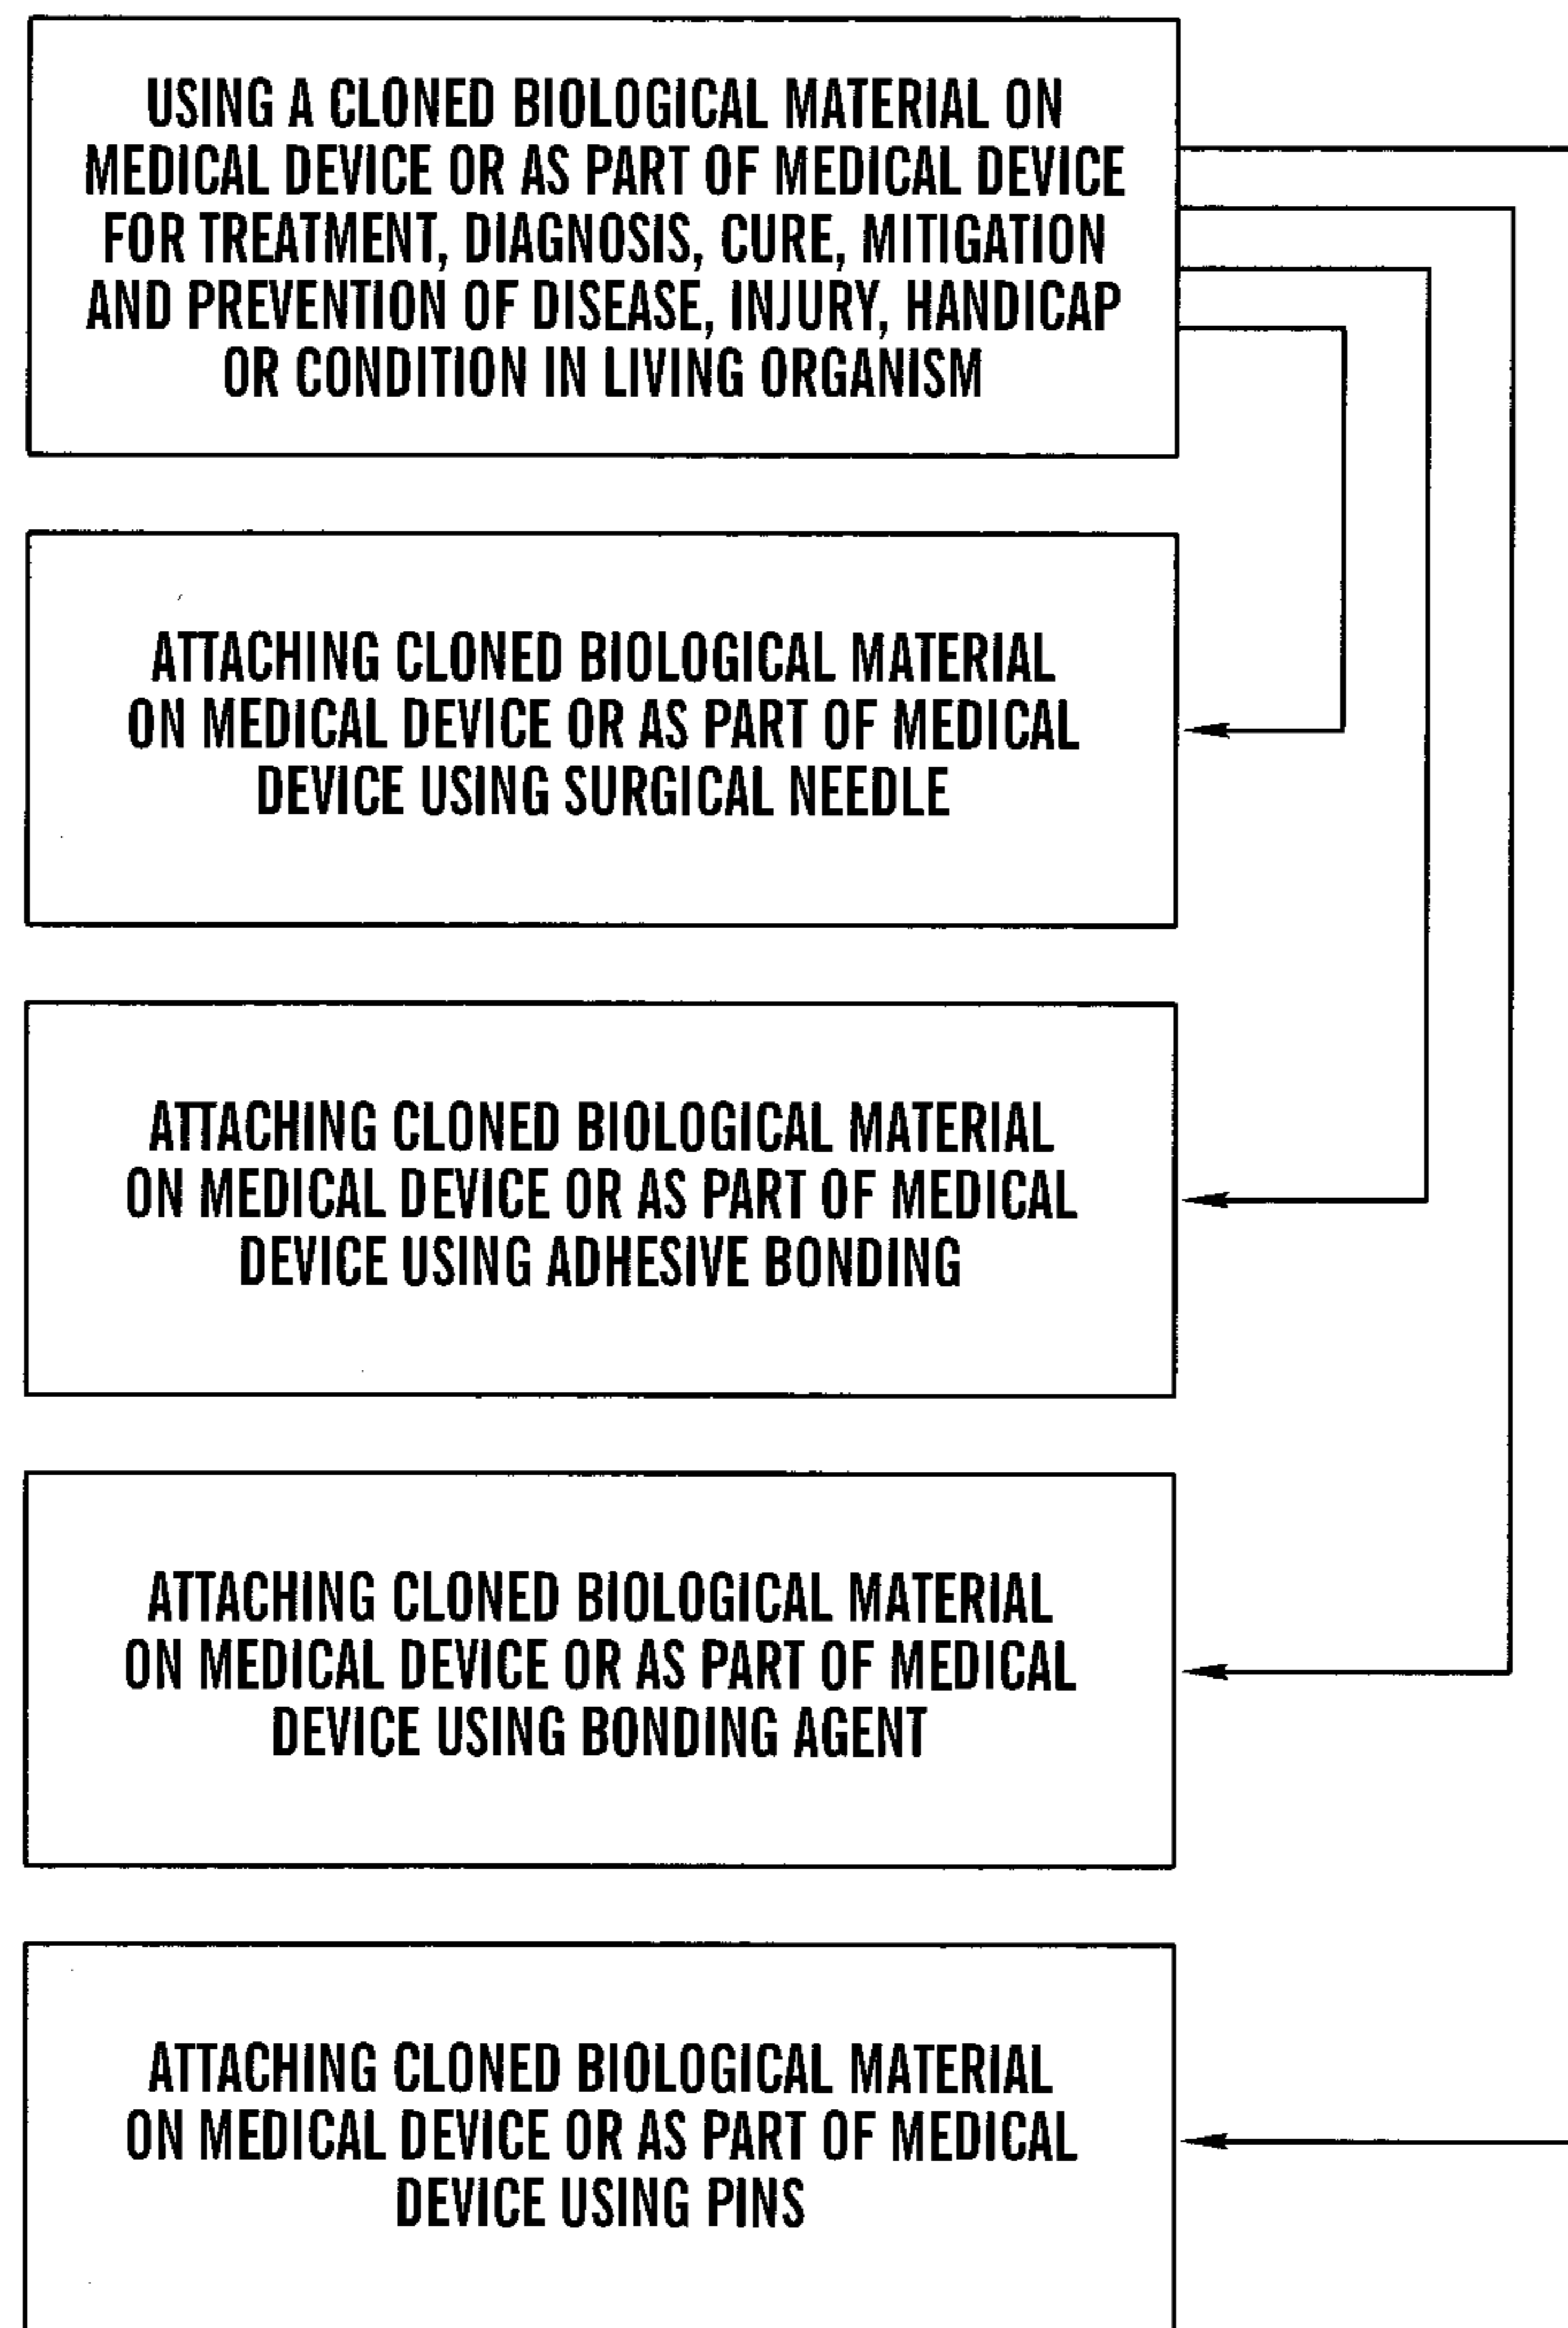 USING A CLONED BIOLOGICAL MATERIAL ON
MEDICAL DEVICE OR AS PART OF MEDICAL DEVICE
FOR TREATMENT, DIAGNOSIS, CURE, MITIGATION
AND PREVENTION OF DISEASE, INJURY, HANDICAP
OR CONDITION IN LIVING ORGANISM
ATTACHING CLONED BIOLOGICAL MATERIAL
ON MEDICAL DEVICE OR AS PART OF MEDICAL
DEVICE USING SURGICAL NEEDLE
ATTACHING CLONED BIOLOGICAL MATERIAL
ON MEDICAL DEVICE OR AS PART OF MEDICAL
DEVICE USING ADHESIVE BONDING
ATTACHING CLONED BIOLOGICAL MATERIAL
ON MEDICAL DEVICE OR AS PART OF MEDICAL
DEVICE USING BONDING AGENT
ATTACHING CLONED BIOLOGICAL MATERIAL
ON MEDICAL DEVICE OR AS PART OF MEDICAL
DEVICE USING PINS